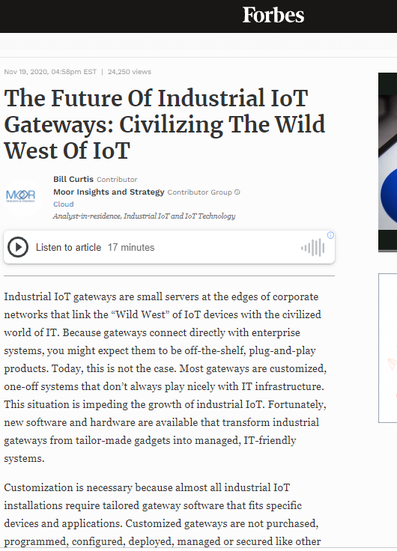 Forbes
Nov 19, 2020, 04:58pm EST | 24,250 views
The Future Of Industrial IoT
Gateways: Civilizing The Wild
West Of IoT
Bill Curtis Contributor
Moor Insights and Strategy Contributor Group
Cloud
Analyst-in-residence, Industrial IoT and IoT Technology
MOOR
Listen to article 17 minutes
Industrial IoT gateways are small servers at the edges of corporate
networks that link the “Wild West” of IoT devices with the civilized
world of IT. Because gateways connect directly with enterprise
systems, you might expect them to be off-the-shelf, plug-and-play
products. Today, this is not the case. Most gateways are customized,
one-off systems that don’t always play nicely with IT infrastructure.
This situation is impeding the growth of industrial IoT. Fortunately,
new software and hardware are available that transform industrial
gateways from tailor-made gadgets into managed, IT-friendly
systems.
Customization is necessary because almost all industrial IoT
installations require tailored gateway software that fits specific
devices and applications. Customized gateways are not purchased,
programmed, configured, deployed, managed or secured like other